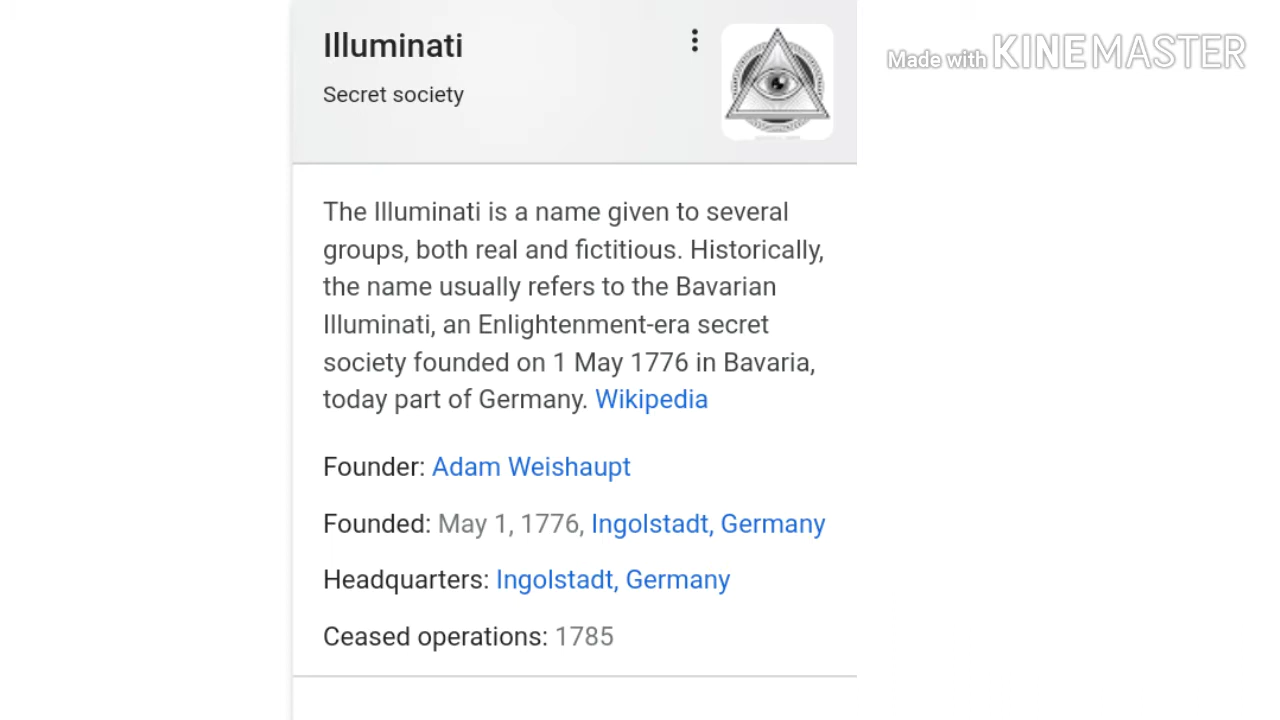 Illuminati
Made with KINEMASTER
Secret society
The Illuminati is a name given to several
groups, both real and fictitious. Historically,
the name usually refers to the Bavarian
Illuminati, an Enlightenment-era secret
society founded on 1 May 1776 in Bavaria,
today part of Germany. Wikipedia
Founder: Adam Weishaupt
Founded: May 1, 1776, Ingolstadt, Germany
Headquarters: Ingolstadt, Germany
Ceased operations: 1785